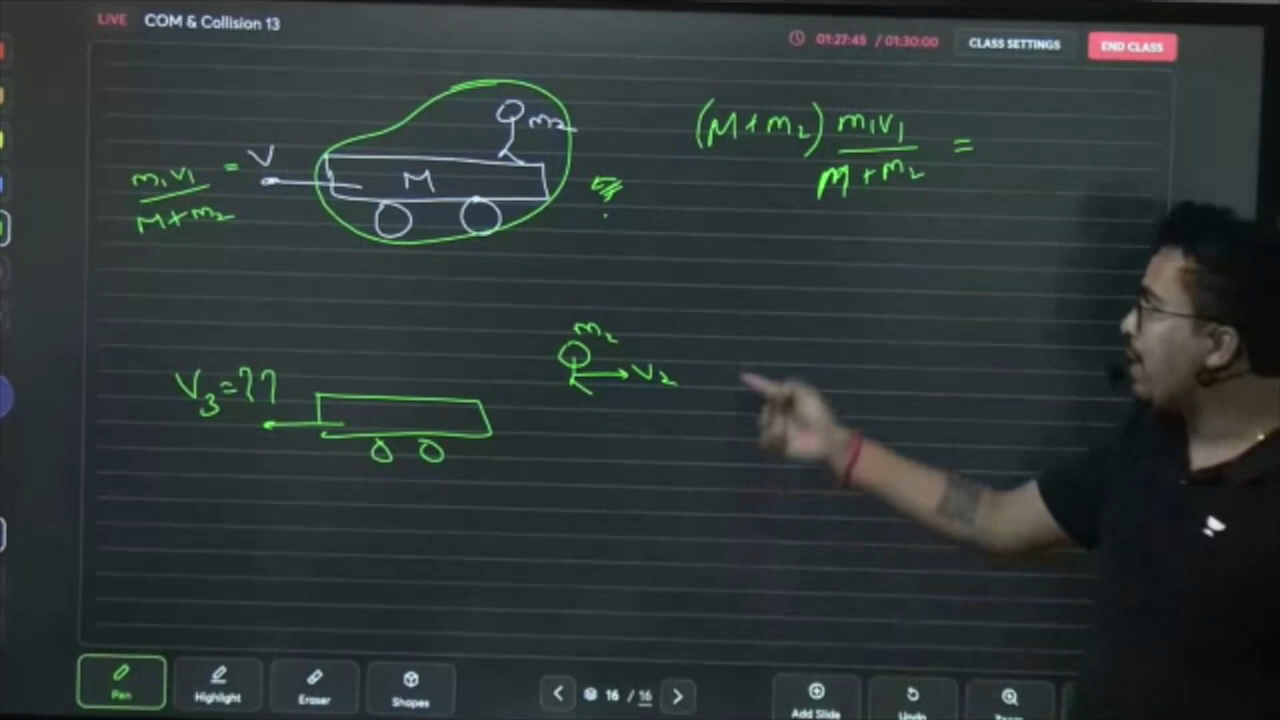 LIVE COM & Collision 13
01:27:45 / 01:30:00 CLASS SETTINGS END CLASS
m₂
(M+m₂) m₁v₁ / M+m₂ =
m₁v₁ / M+m₂ = V
M
m₂
V₃=??
V₂
Pen Highlight Eraser Shapes
16 / 16
Add Slide Undo